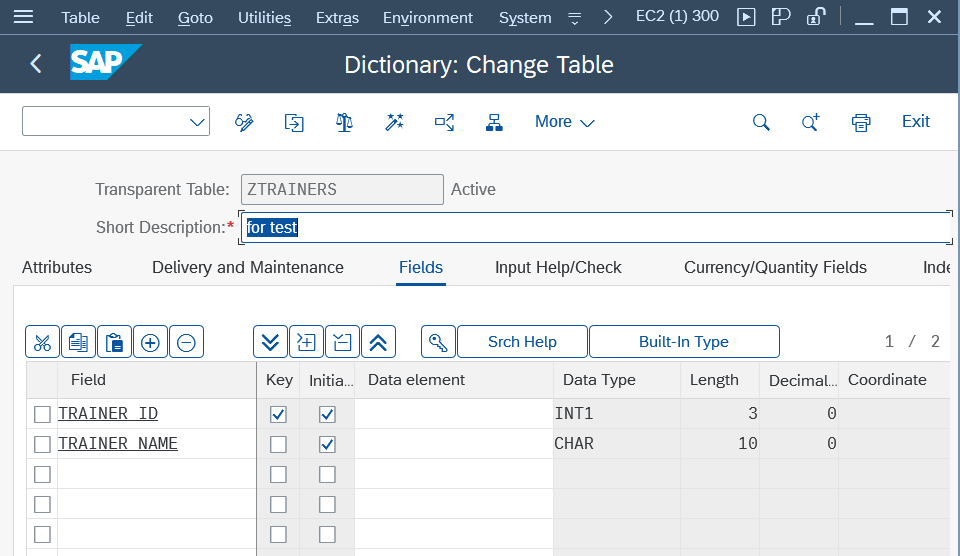 Table Edit Goto Utilities Extras Environment System EC2 (1) 300
SAP Dictionary: Change Table
More Exit
Transparent Table: ZTRAINERS Active
Short Description:* for test
Attributes Delivery and Maintenance Fields Input Help/Check Currency/Quantity Fields Inde
Srch Help Built-In Type 1 / 2
Field Key Initia... Data element Data Type Length Decimal... Coordinate
TRAINER_ID INT1 3 0
TRAINER_NAME CHAR 10 0